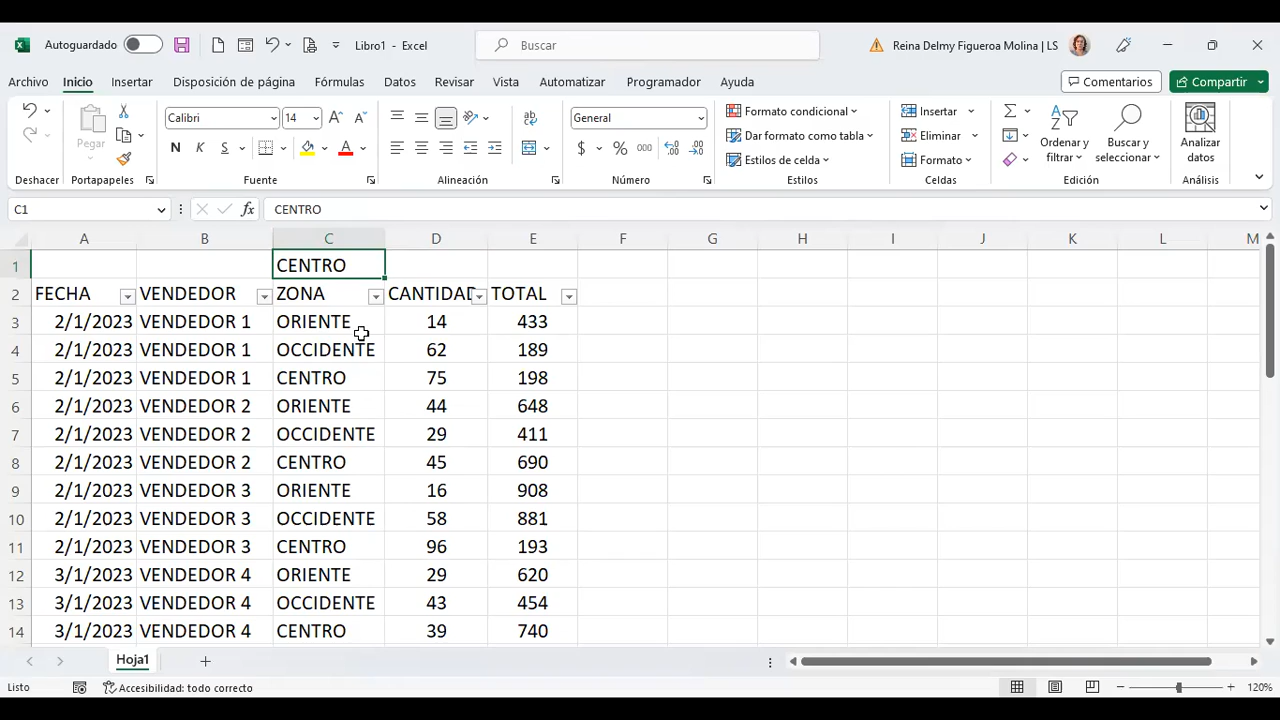 Autoguardado Libro1 - Excel Buscar Reina Delmy Figueroa Molina | LS
Archivo Inicio Insertar Disposición de página Fórmulas Datos Revisar Vista Automatizar Programador Ayuda Comentarios Compartir
Pegar
Calibri 14
N K S
General
$ % 000
Formato condicional
Dar formato como tabla
Estilos de celda
Insertar
Eliminar
Formato
Ordenar y filtrar
Buscar y seleccionar
Analizar datos
Deshacer Portapapeles Fuente Alineación Número Estilos Celdas Edición Análisis
C1 fx CENTRO
A B C D E F G H I J K L M
1 CENTRO
2 FECHA VENDEDOR ZONA CANTIDAD TOTAL
3 2/1/2023 VENDEDOR 1 ORIENTE 14 433
4 2/1/2023 VENDEDOR 1 OCCIDENTE 62 189
5 2/1/2023 VENDEDOR 1 CENTRO 75 198
6 2/1/2023 VENDEDOR 2 ORIENTE 44 648
7 2/1/2023 VENDEDOR 2 OCCIDENTE 29 411
8 2/1/2023 VENDEDOR 2 CENTRO 45 690
9 2/1/2023 VENDEDOR 3 ORIENTE 16 908
10 2/1/2023 VENDEDOR 3 OCCIDENTE 58 881
11 2/1/2023 VENDEDOR 3 CENTRO 96 193
12 3/1/2023 VENDEDOR 4 ORIENTE 29 620
13 3/1/2023 VENDEDOR 4 OCCIDENTE 43 454
14 3/1/2023 VENDEDOR 4 CENTRO 39 740
Hoja1
Listo Accesibilidad: todo correcto 120%